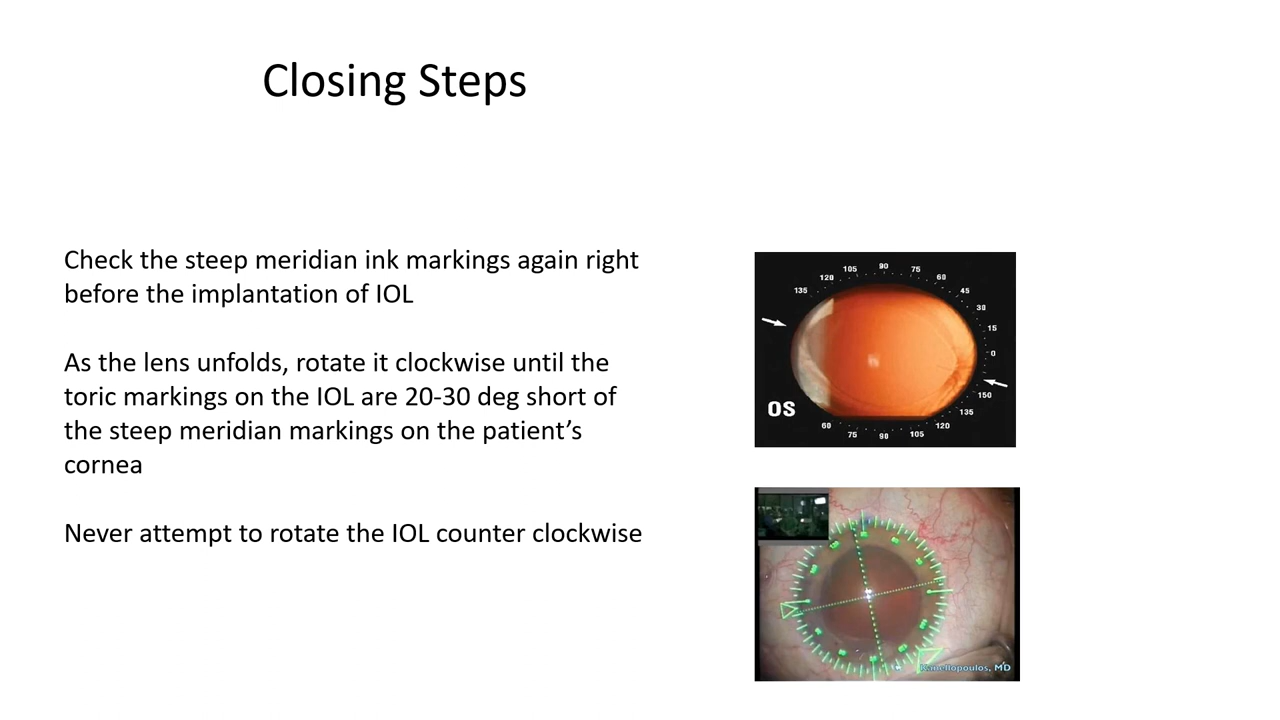 Closing Steps
Check the steep meridian ink markings again right
before the implantation of IOL
As the lens unfolds, rotate it clockwise until the
toric markings on the IOL are 20-30 deg short of
the steep meridian markings on the patient's
cornea
Never attempt to rotate the IOL counter clockwise
90
105 75
120 60
135 45
30
15
0
150
OS 135
60 120
75 90 105
Kanellopoulos, MD